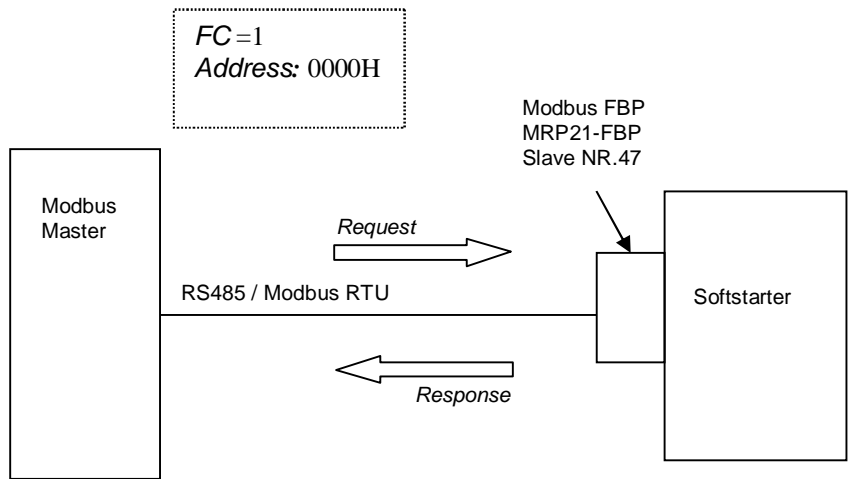 FC=1
Address: 0000H
Modbus FBP
MRP21-FBP
Slave NR.47
Modbus
Master
Request
RS485 / Modbus RTU
Softstarter
Response